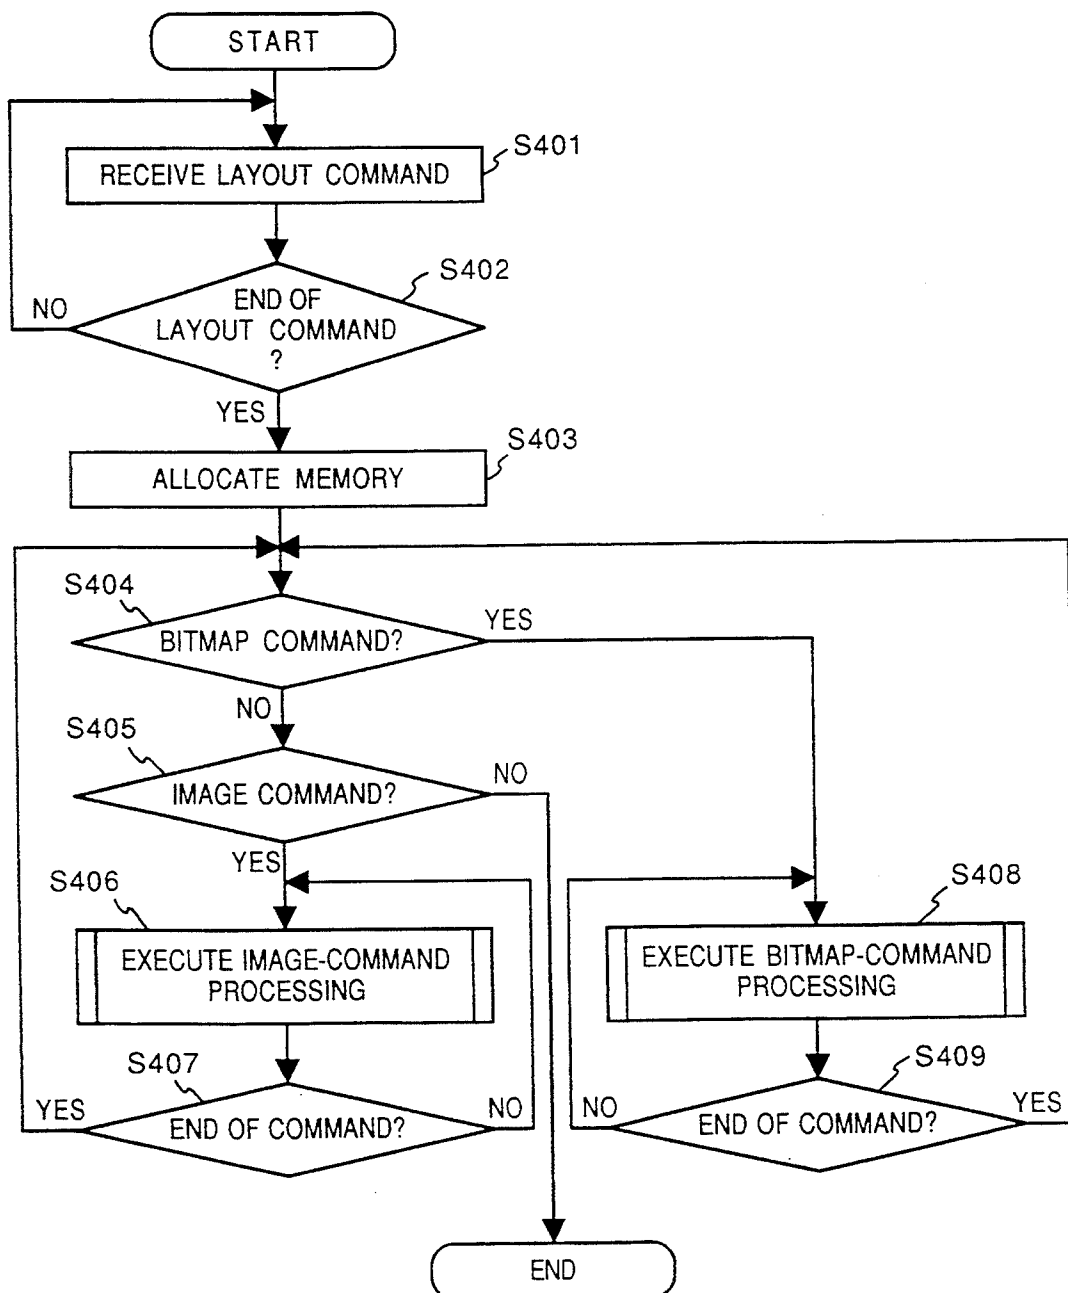 START
S401
RECEIVE LAYOUT COMMAND
S402
END OF
LAYOUT COMMAND
?
NO
YES
S403
ALLOCATE MEMORY
S404
BITMAP COMMAND?
YES
NO
S405
IMAGE COMMAND?
NO
YES
S406
EXECUTE IMAGE-COMMAND
PROCESSING
S408
EXECUTE BITMAP-COMMAND
PROCESSING
S407
END OF COMMAND?
YES
NO
S409
END OF COMMAND?
NO
YES
END